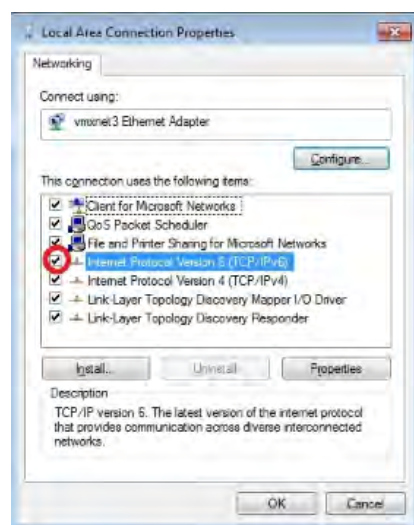 Local Area Connection Properties
Networking
Connect using:
vmxnet3 Ethernet Adapter
Configure...
This connection uses the following items:
Client for Microsoft Networks
QoS Packet Scheduler
File and Printer Sharing for Microsoft Networks
Internet Protocol Version 6 (TCP/IPv6)
Internet Protocol Version 4 (TCP/IPv4)
Link-Layer Topology Discovery Mapper I/O Driver
Link-Layer Topology Discovery Responder
Install... Uninstall Properties
Description
TCP/IP version 6. The latest version of the internet protocol
that provides communication across diverse interconnected
networks.
OK Cancel